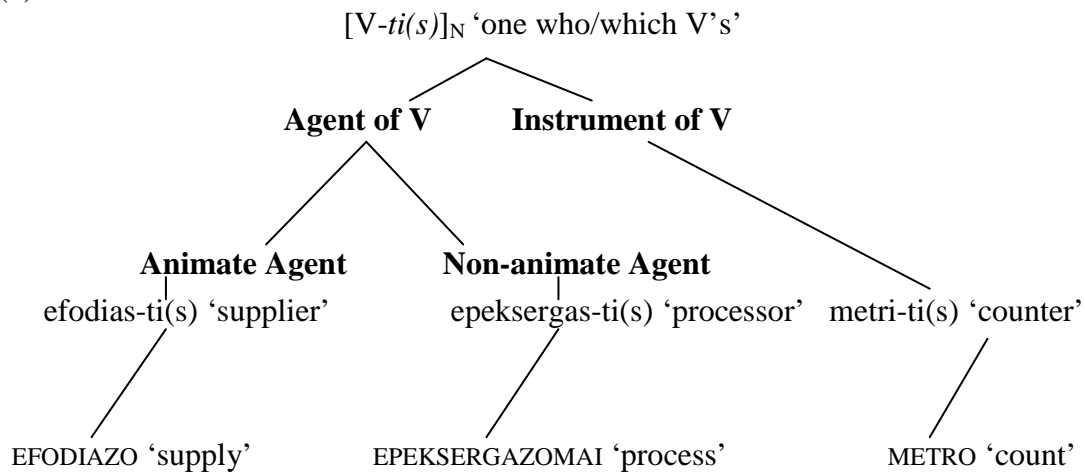 [V-ti(s)]N ‘one who/which V’s’
Agent of V Instrument of V
Animate Agent Non-animate Agent
efodias-ti(s) ‘supplier’ epeksergas-ti(s) ‘processor’ metri-ti(s) ‘counter’
EFODIAZO ‘supply’ EPEKSERGAZOMAI ‘process’ METRO ‘count’